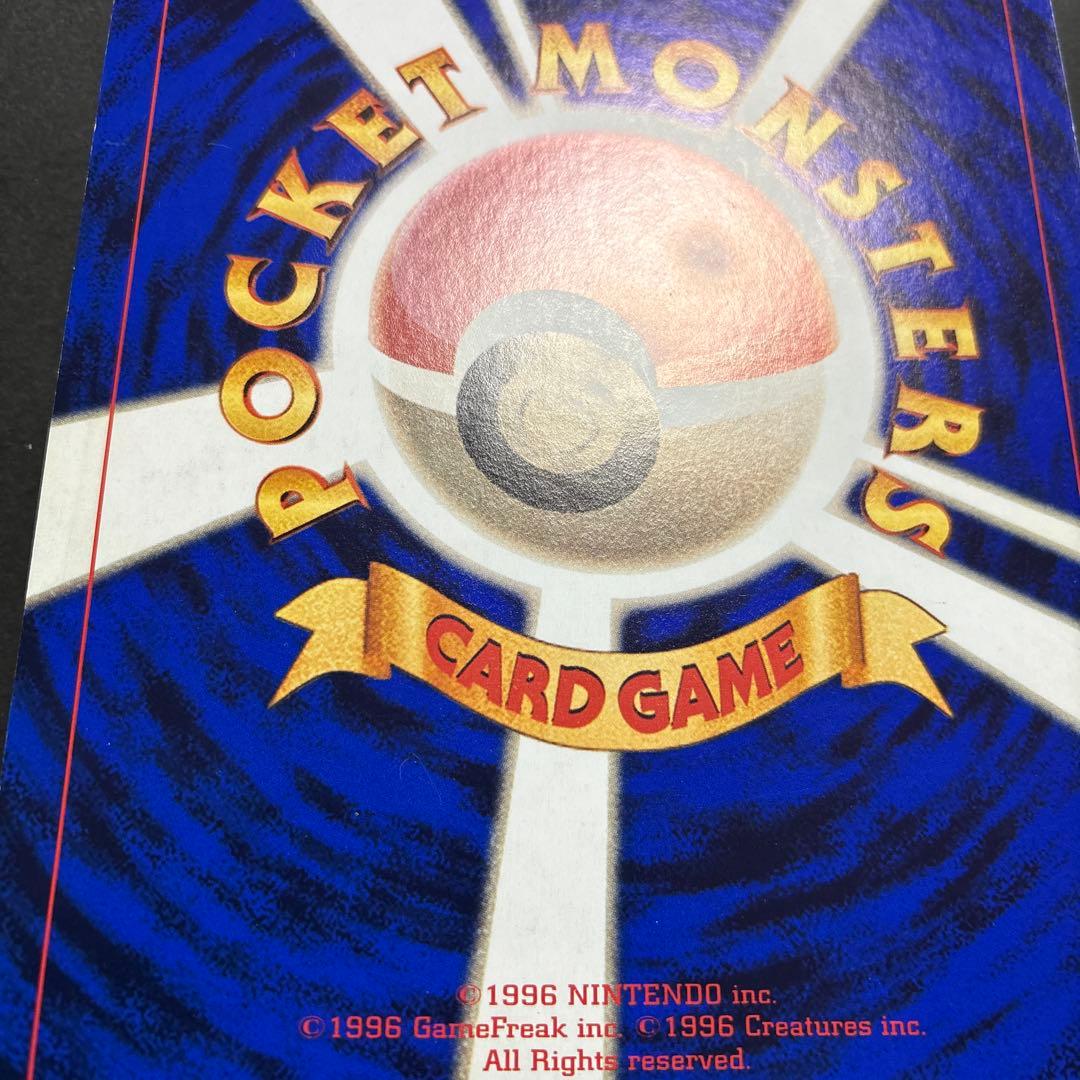 POCKET MONSTERS
CARD GAME
©1996 NINTENDO inc.
©1996 GameFreak inc. ©1996 Creatures inc.
All Rights reserved.